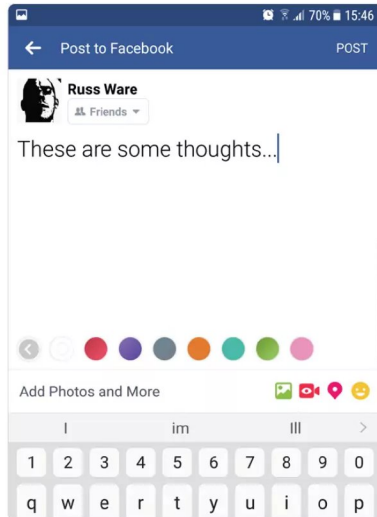 70% 15:46
Post to Facebook POST
Russ Ware
Friends
These are some thoughts...
Add Photos and More
I im Ill
1 2 3 4 5 6 7 8 9 0
q w e r t y u i o p